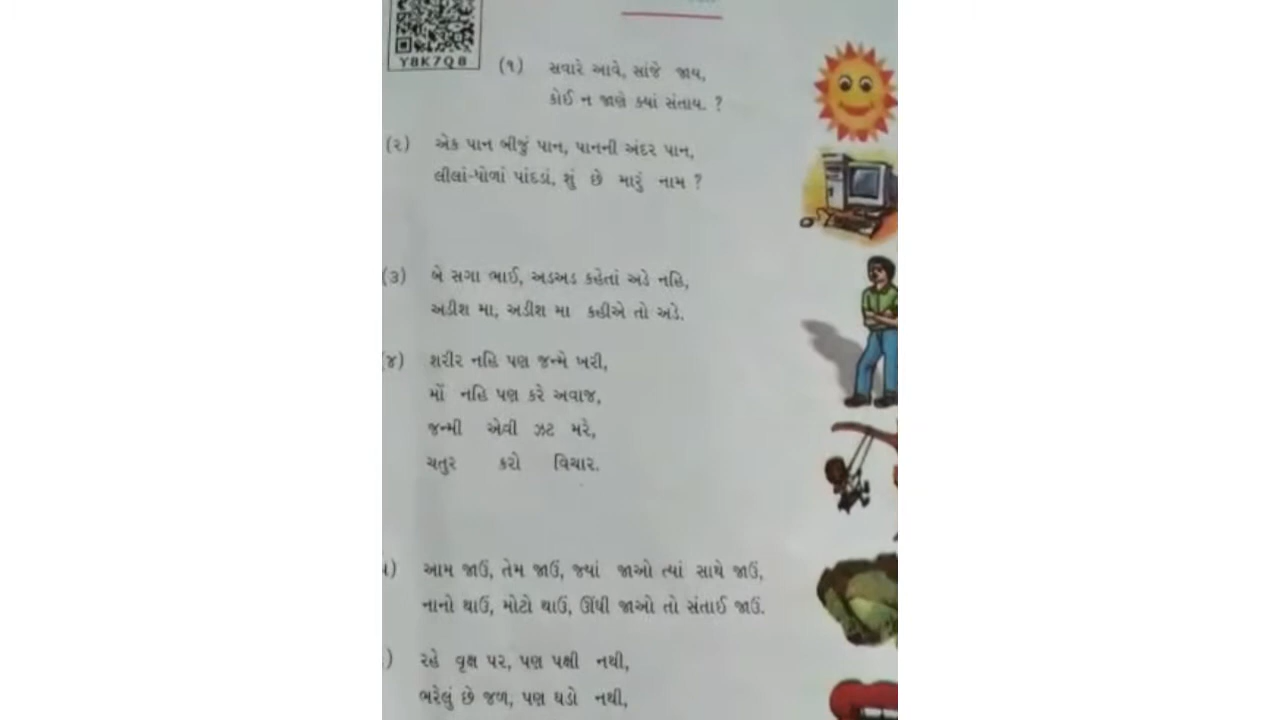 Y8K7Q8
(૧) સવારે આવે, સાંજે જાય,
કોઈ ન જાણે ક્યાં સંતાય. ?
(૨) એક પાન બીજું પાન, પાનની અંદર પાન,
લીલાં-ધોળાં પાંદડાં, શું છે મારું નામ ?
(૩) બે સગા ભાઈ, અડઅડ કહેતાં અડે નહિ,
અડીશ મા, અડીશ મા કહીએ તો અડે.
(૪) શરીર નહિ પણ જન્મે ખરી,
મોં નહિ પણ કરે અવાજ,
જન્મી એવી ઝટ મરે,
ચતુર કરો વિચાર.
૫) આમ જાઉં, તેમ જાઉં, જ્યાં જાઓ ત્યાં સાથે જાઉં,
નાનો થાઉં, મોટો થાઉં, ઊંઘી જાઓ તો સંતાઈ જાઉં.
) રહે વૃક્ષ પર, પણ પક્ષી નથી,
ભરેલું છે જળ, પણ ઘડો નથી,